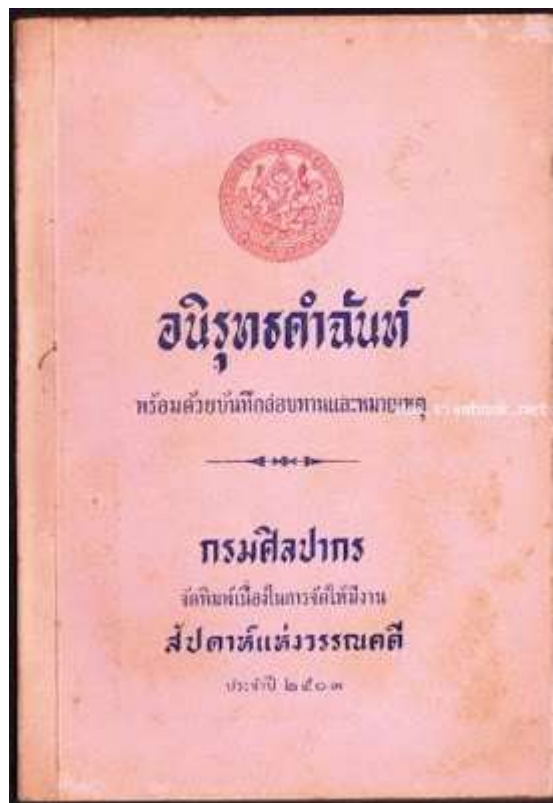 อนิรุทธคำฉันท์
พร้อมด้วยบันทึกสอบทานและหมายเหตุ
กรมศิลปากร
จัดพิมพ์เนื่องในการจัดให้มีงาน
สัปดาห์แห่งวรรณคดี
ประจำปี ๒๕๐๓